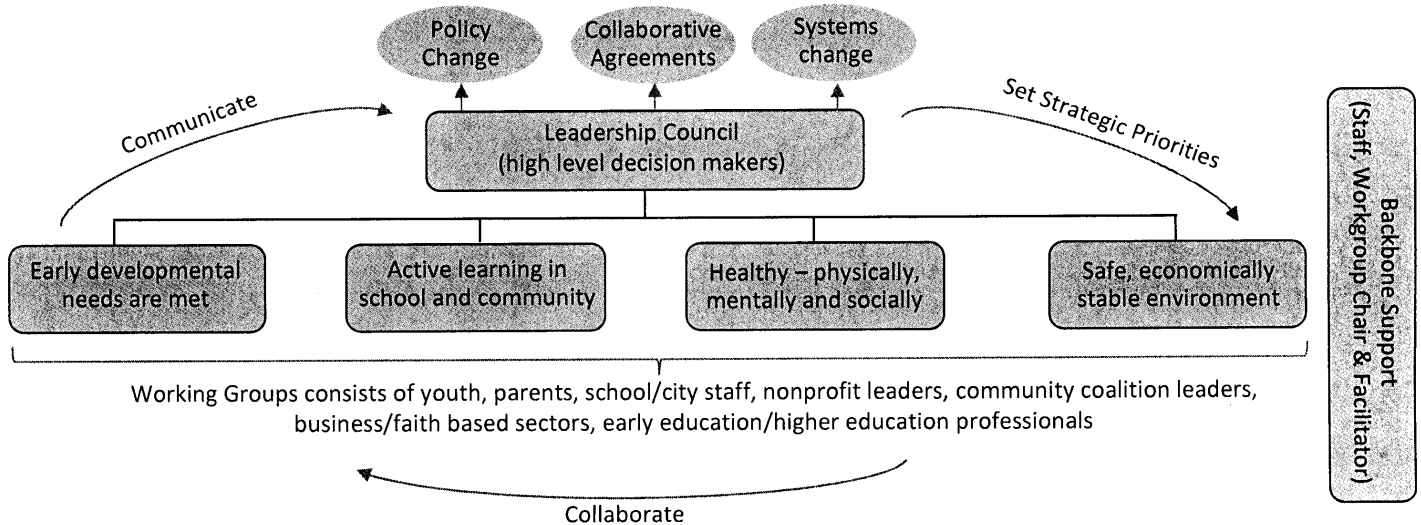 Policy
Change
Collaborative
Agreements
Systems
change
Communicate
Set Strategic Priorities
Leadership Council
(high level decision makers)
Early developmental
needs are met
Active learning in
school and community
Healthy – physically,
mentally and socially
Safe, economically
stable environment
Working Groups consists of youth, parents, school/city staff, nonprofit leaders, community coalition leaders,
business/faith based sectors, early education/higher education professionals
Collaborate
Backbone Support
(Staff, Workgroup Chair & Facilitator)